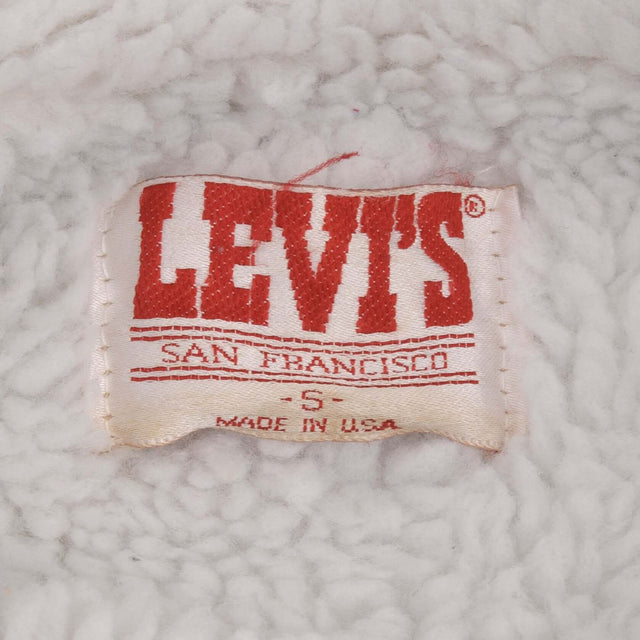 LEVI'S®
SAN FRANCISCO
-S-
MADE IN U.S.A.